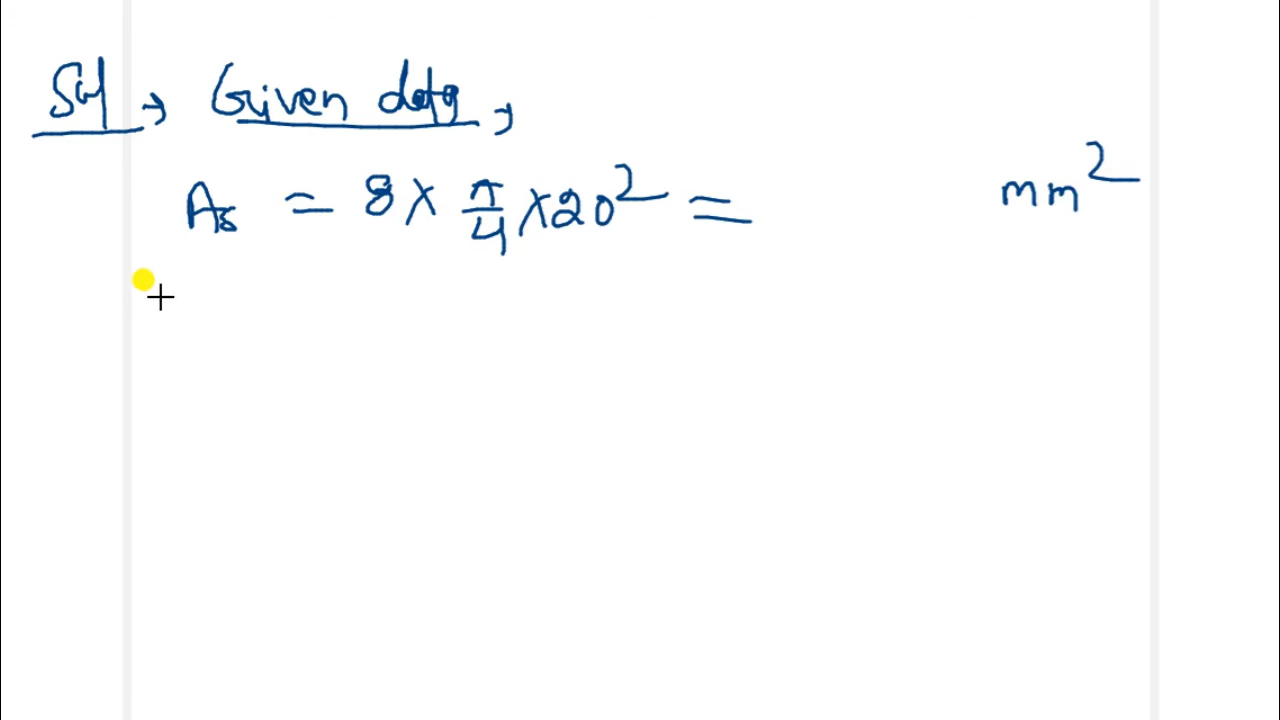 Sol, Given data,
As = 8 × π/4 × 20² = mm²